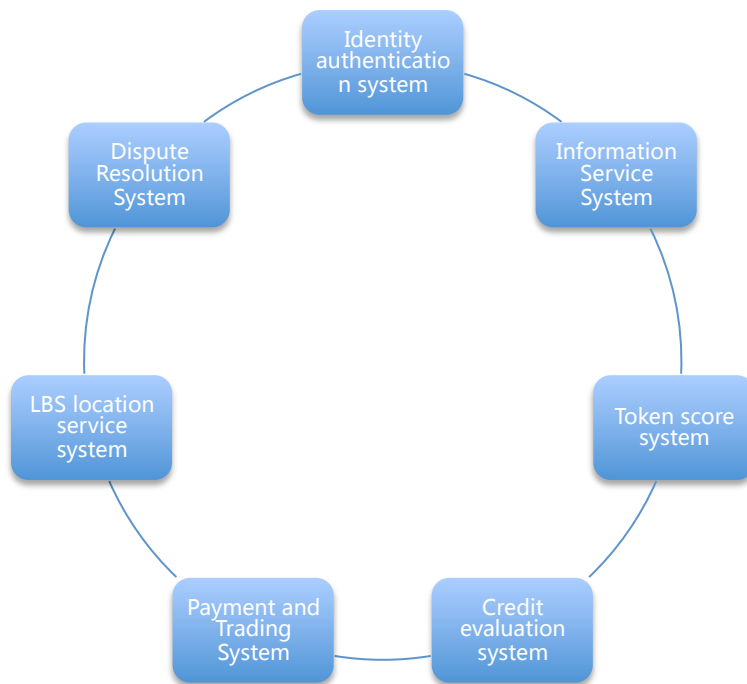 Identity
authenticatio
n system
Information
Service
System
Token score
system
Credit
evaluation
system
Payment and
Trading
System
LBS location
service
system
Dispute
Resolution
System